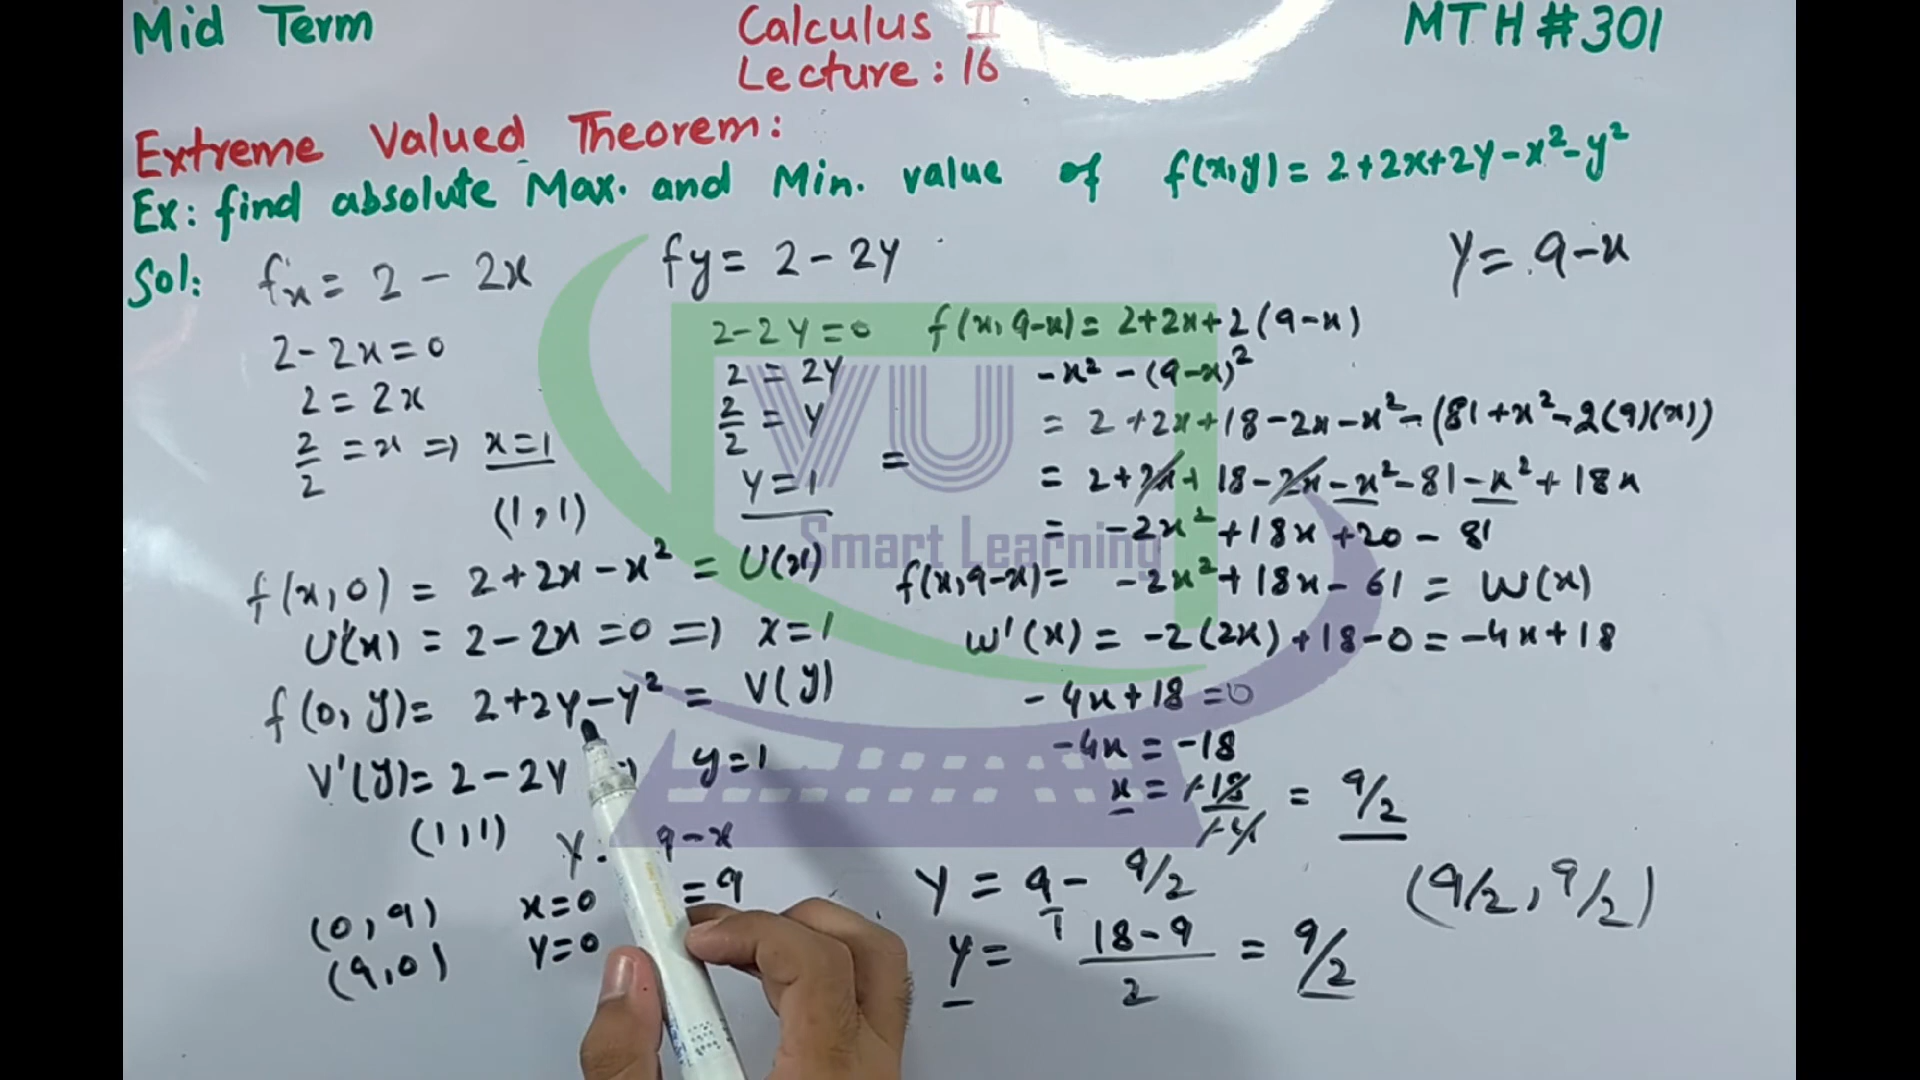 Mid Term
Calculus II
MTH#301
Lecture: 16
Extreme Valued Theorem:
Ex: find absolute Max. and Min. value of f(x,y) = 2+2x+2y-x²-y²
Sol: fx = 2 - 2x
fy = 2 - 2y
y = 9-x
2-2x=0
2 = 2x
2/2 = x ⇒ x=1
(1,1)
2-2y=0
2 = 2y
2/2 = y
y=1
f(x,0) = 2+2x-x² = U(x)
U'(x) = 2-2x=0 ⇒ x=1
f(0,y)= 2+2y-y² = V(y)
V'(y)= 2-2y
y=1
(1,1)
y
9-x
(0,9)
x=0
=9
(9,0)
y=0
f(x,9-x)= 2+2x+2(9-x)
-x²-(9-x)²
=
= 2+2x+18-2x-x²-(81+x²-2(9)(x))
= 2+2x+18-2x-x²-81-x²+18x
= -2x²+18x+20-81
f(x,9-x)= -2x²+18x-61 = W(x)
W'(x) = -2(2x)+18-0 = -4x+18
-4x+18=0
-4x = -18
x = -18/-4 = 9/2
y = 9 - 9/2
1
y = 18-9/2 = 9/2
(9/2, 9/2)
VU
Smart Learning